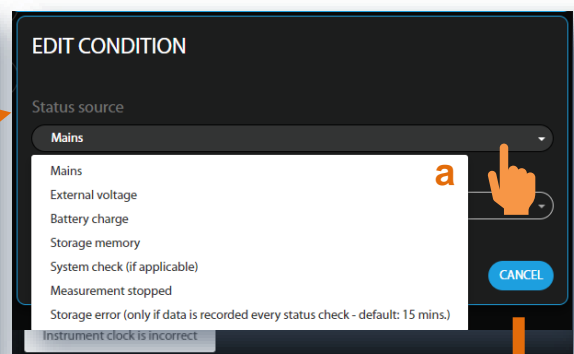 EDIT CONDITION
Status source
Mains
a
Mains
External voltage
Battery charge
Storage memory
System check (if applicable)
CANCEL
Measurement stopped
Storage error (only if data is recorded every status check - default: 15 mins.)
Instrument clock is incorrect